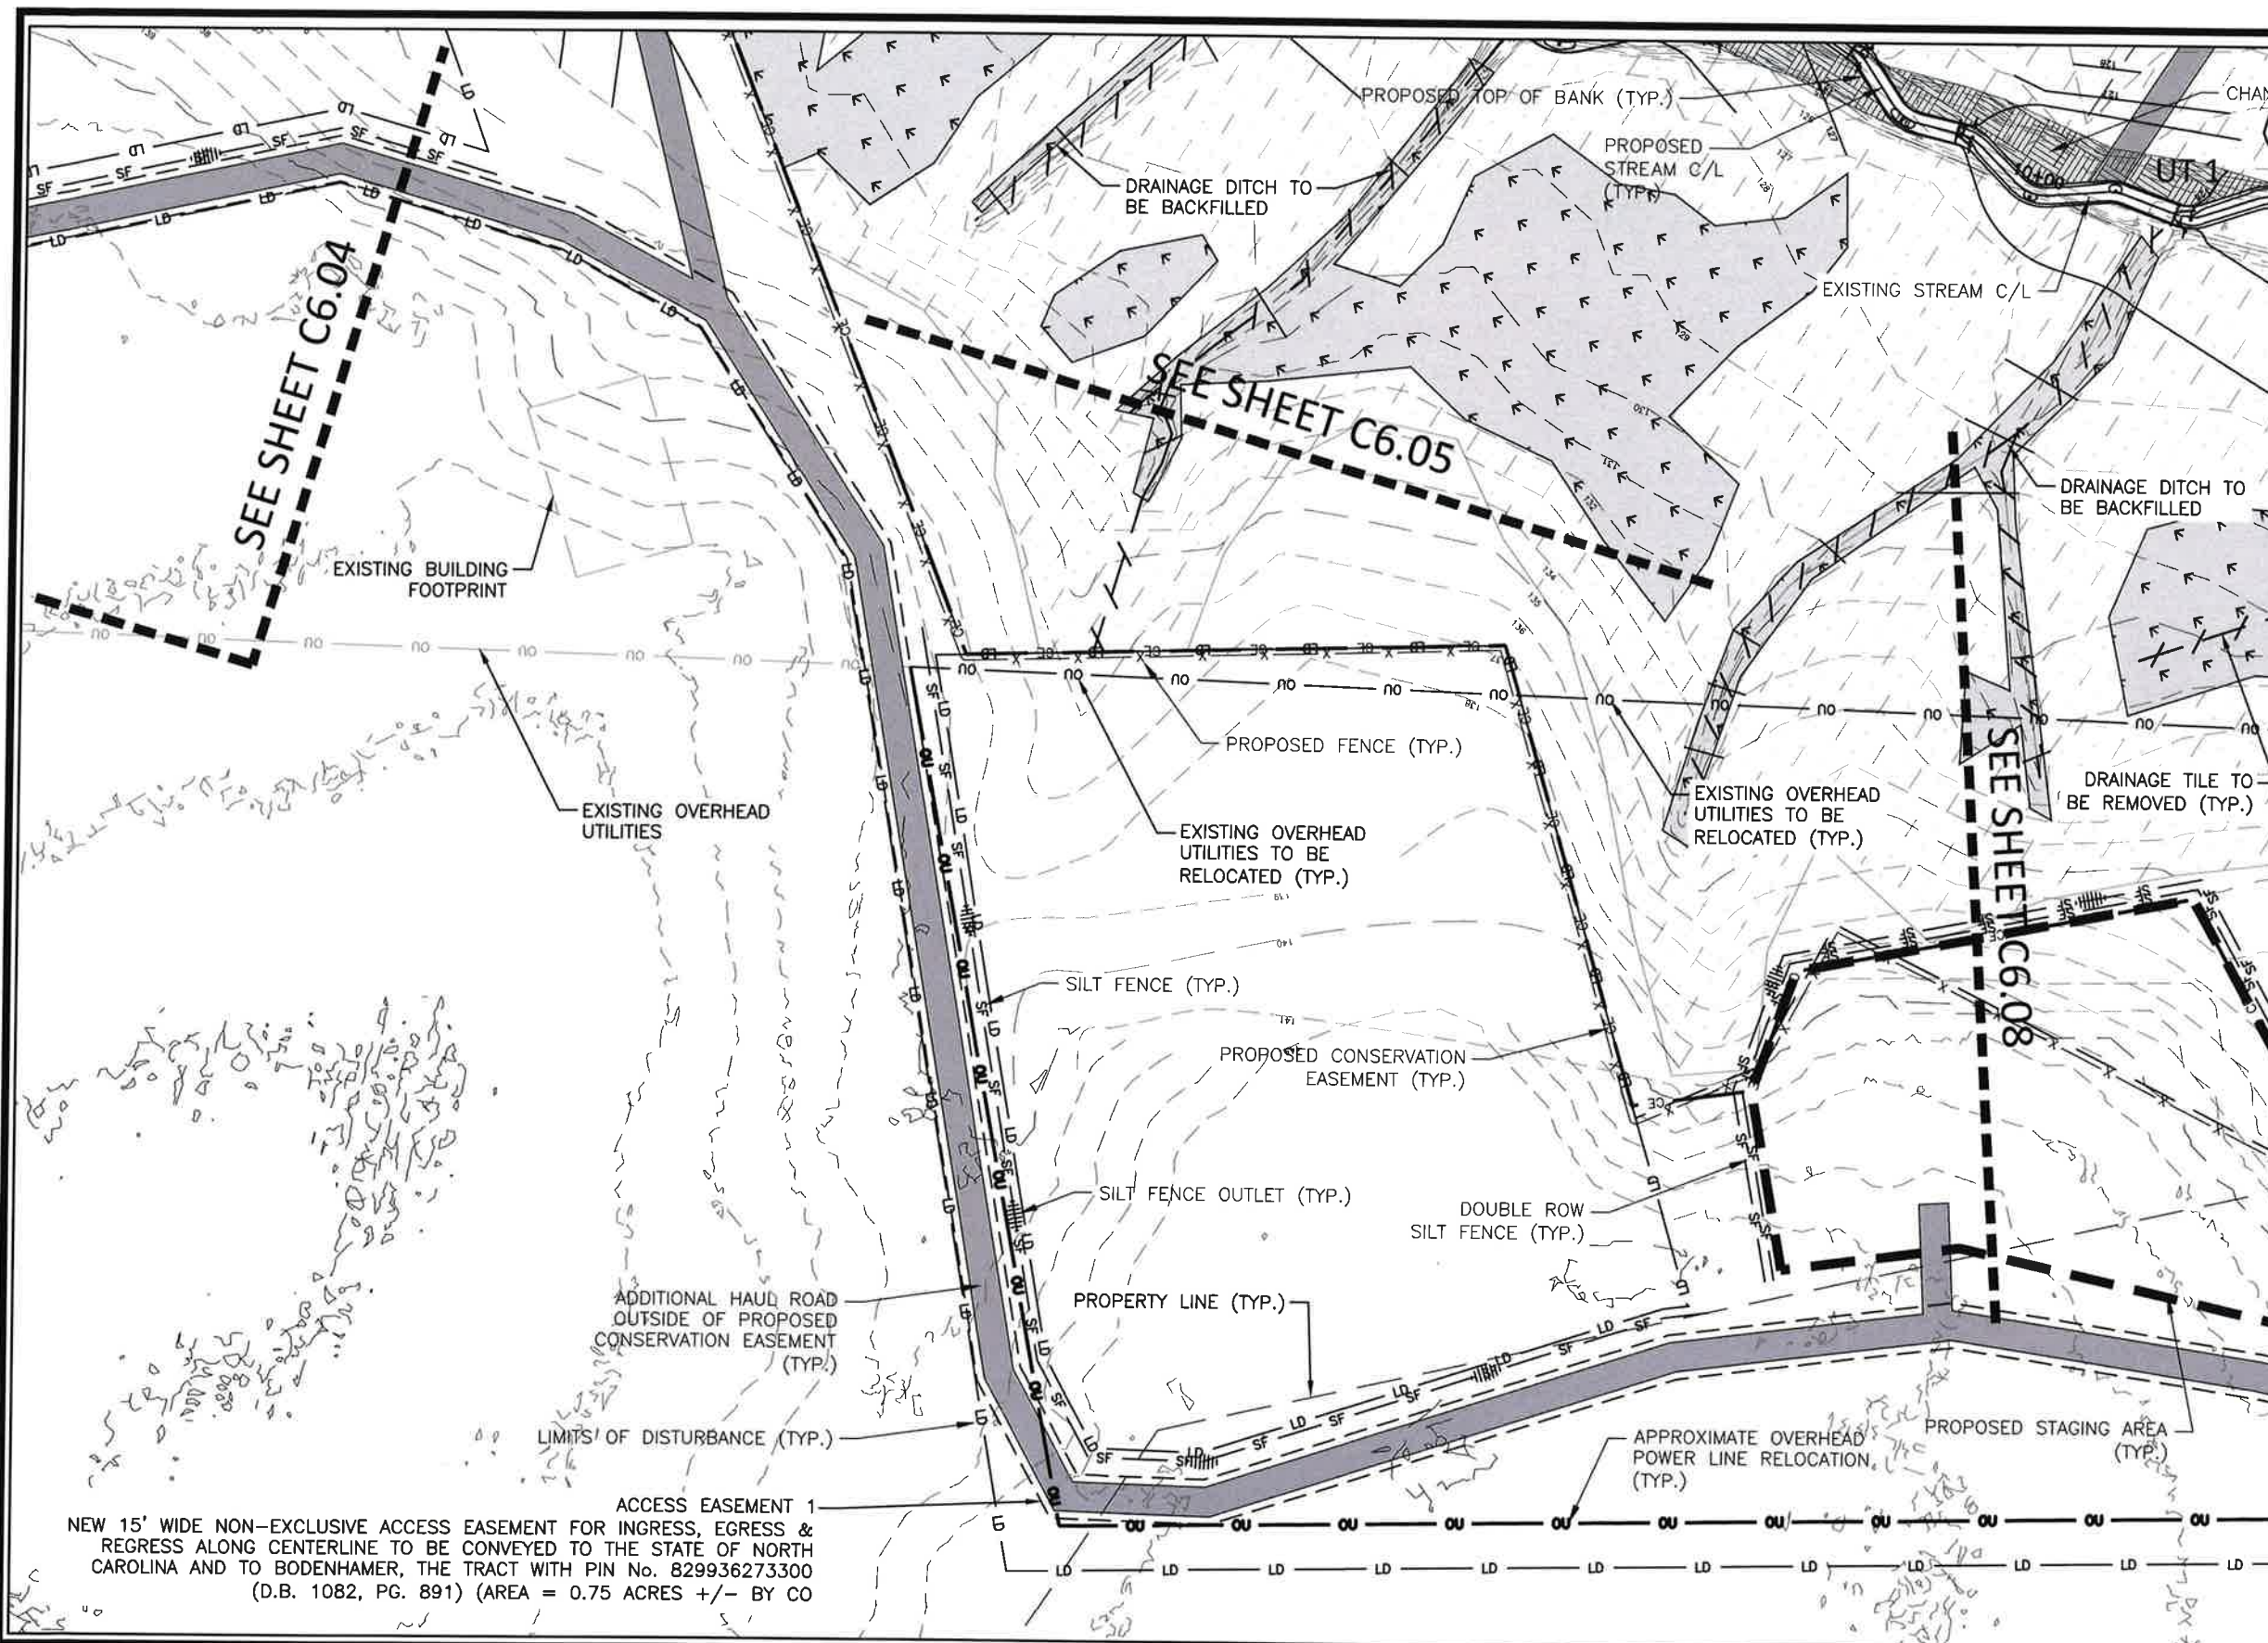 PROPOSED TOP OF BANK (TYP.)
PROPOSED
STREAM C/L
(TYP.)
CHAN
UT 1
10+00
DRAINAGE DITCH TO
BE BACKFILLED
EXISTING STREAM C/L
SEE SHEET C6.04
SEE SHEET C6.05
DRAINAGE DITCH TO
BE BACKFILLED
EXISTING BUILDING
FOOTPRINT
PROPOSED FENCE (TYP.)
EXISTING OVERHEAD
UTILITIES
EXISTING OVERHEAD
UTILITIES TO BE
RELOCATED (TYP.)
EXISTING OVERHEAD
UTILITIES TO BE
RELOCATED (TYP.)
DRAINAGE TILE TO
BE REMOVED (TYP.)
SEE SHEET C6.08
SILT FENCE (TYP.)
PROPOSED CONSERVATION
EASEMENT (TYP.)
SILT FENCE OUTLET (TYP.)
DOUBLE ROW
SILT FENCE (TYP.)
ADDITIONAL HAUL ROAD
OUTSIDE OF PROPOSED
CONSERVATION EASEMENT
(TYP.)
PROPERTY LINE (TYP.)
LIMITS OF DISTURBANCE (TYP.)
APPROXIMATE OVERHEAD
POWER LINE RELOCATION
(TYP.)
PROPOSED STAGING AREA
(TYP.)
ACCESS EASEMENT 1
NEW 15' WIDE NON-EXCLUSIVE ACCESS EASEMENT FOR INGRESS, EGRESS &
REGRESS ALONG CENTERLINE TO BE CONVEYED TO THE STATE OF NORTH
CAROLINA AND TO BODENHAMER, THE TRACT WITH PIN No. 829936273300
(D.B. 1082, PG. 891) (AREA = 0.75 ACRES +/- BY CO